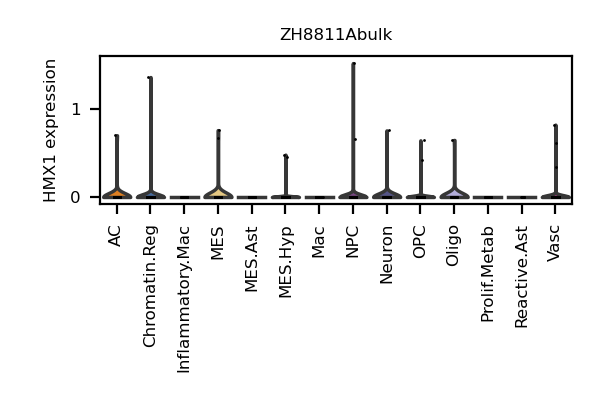 ZH8811Abulk
HMX1 expression
1
0
AC
Chromatin.Reg
Inflammatory.Mac
MES
MES.Ast
MES.Hyp
Mac
NPC
Neuron
OPC
Oligo
Prolif.Metab
Reactive.Ast
Vasc